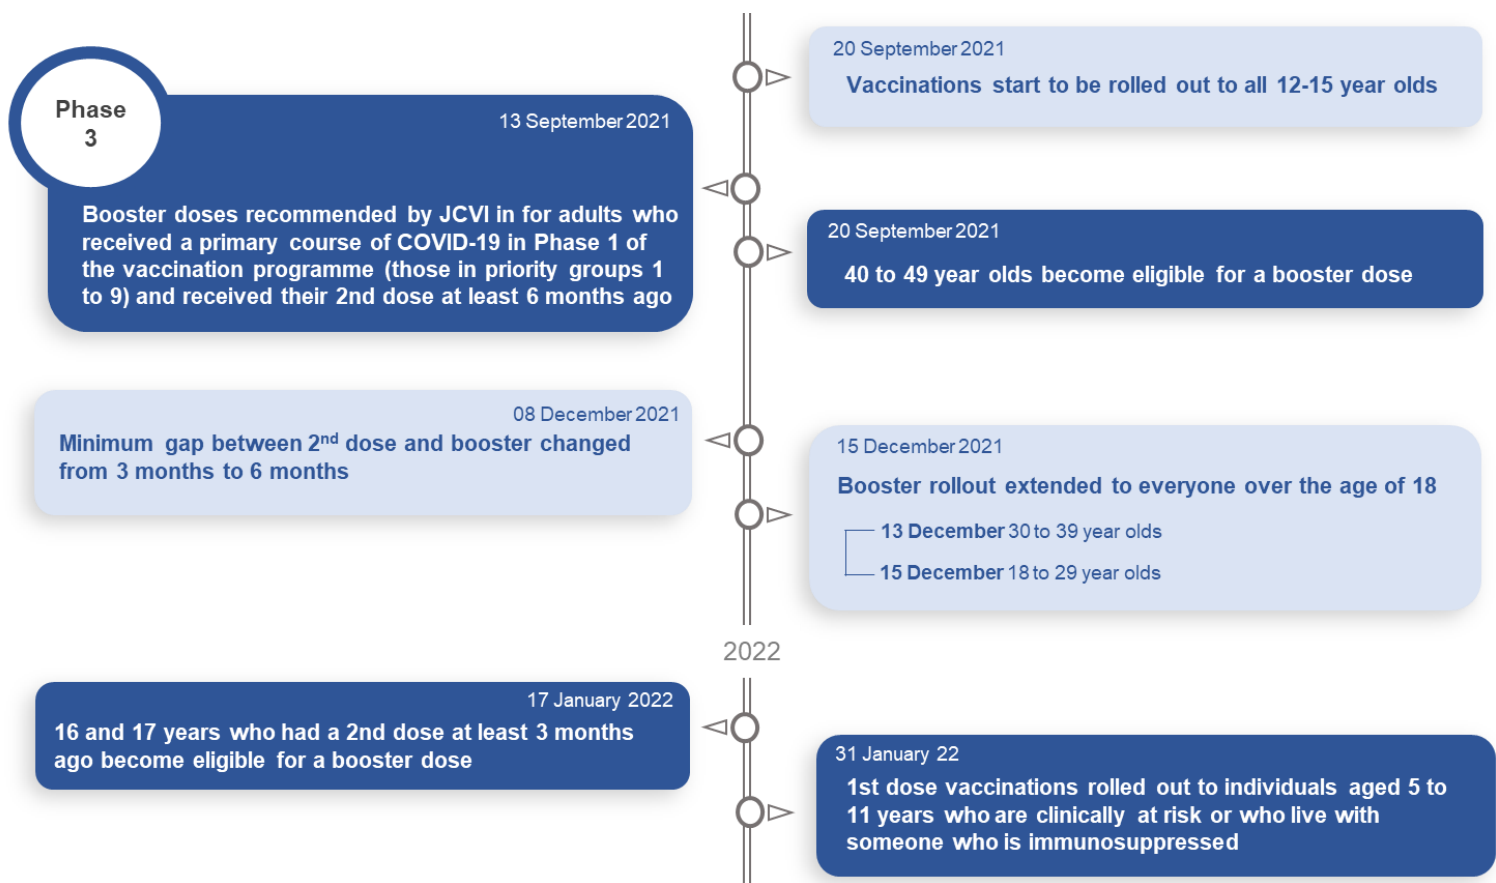 Phase
3
13 September 2021
Booster doses recommended by JCVI in for adults who
received a primary course of COVID-19 in Phase 1 of
the vaccination programme (those in priority groups 1
to 9) and received their 2nd dose at least 6 months ago
20 September 2021
Vaccinations start to be rolled out to all 12-15 year olds
20 September 2021
40 to 49 year olds become eligible for a booster dose
08 December 2021
Minimum gap between 2nd dose and booster changed
from 3 months to 6 months
15 December 2021
Booster rollout extended to everyone over the age of 18
13 December 30 to 39 year olds
15 December 18 to 29 year olds
2022
17 January 2022
16 and 17 years who had a 2nd dose at least 3 months
ago become eligible for a booster dose
31 January 22
1st dose vaccinations rolled out to individuals aged 5 to
11 years who are clinically at risk or who live with
someone who is immunosuppressed